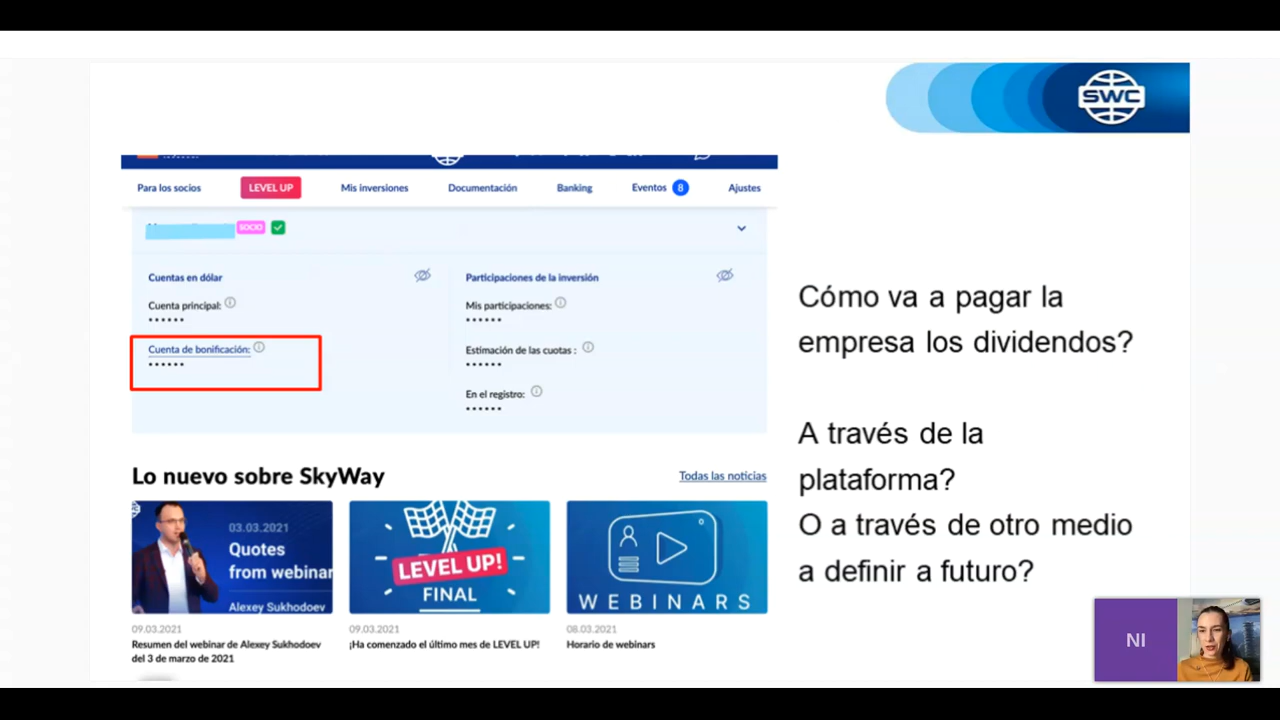 SWC
Para los socios LEVEL UP Mis inversiones Documentación Banking Eventos 8 Ajustes
SOCIO
Cuentas en dólar
Participaciones de la inversión
Cuenta principal:
Mis participaciones:
••••••
••••••
Cuenta de bonificación:
Estimación de las cuotas :
••••••
••••••
En el registro:
••••••
Cómo va a pagar la
empresa los dividendos?
A través de la
plataforma?
O a través de otro medio
a definir a futuro?
Lo nuevo sobre SkyWay
Todas las noticias
03.03.2021
Quotes
from webinar
Alexey Sukhodoev
LEVEL UP!
FINAL
WEBINARS
09.03.2021
Resumen del webinar de Alexey Sukhodoev
del 3 de marzo de 2021
09.03.2021
¡Ha comenzado el último mes de LEVEL UP!
08.03.2021
Horario de webinars
NI